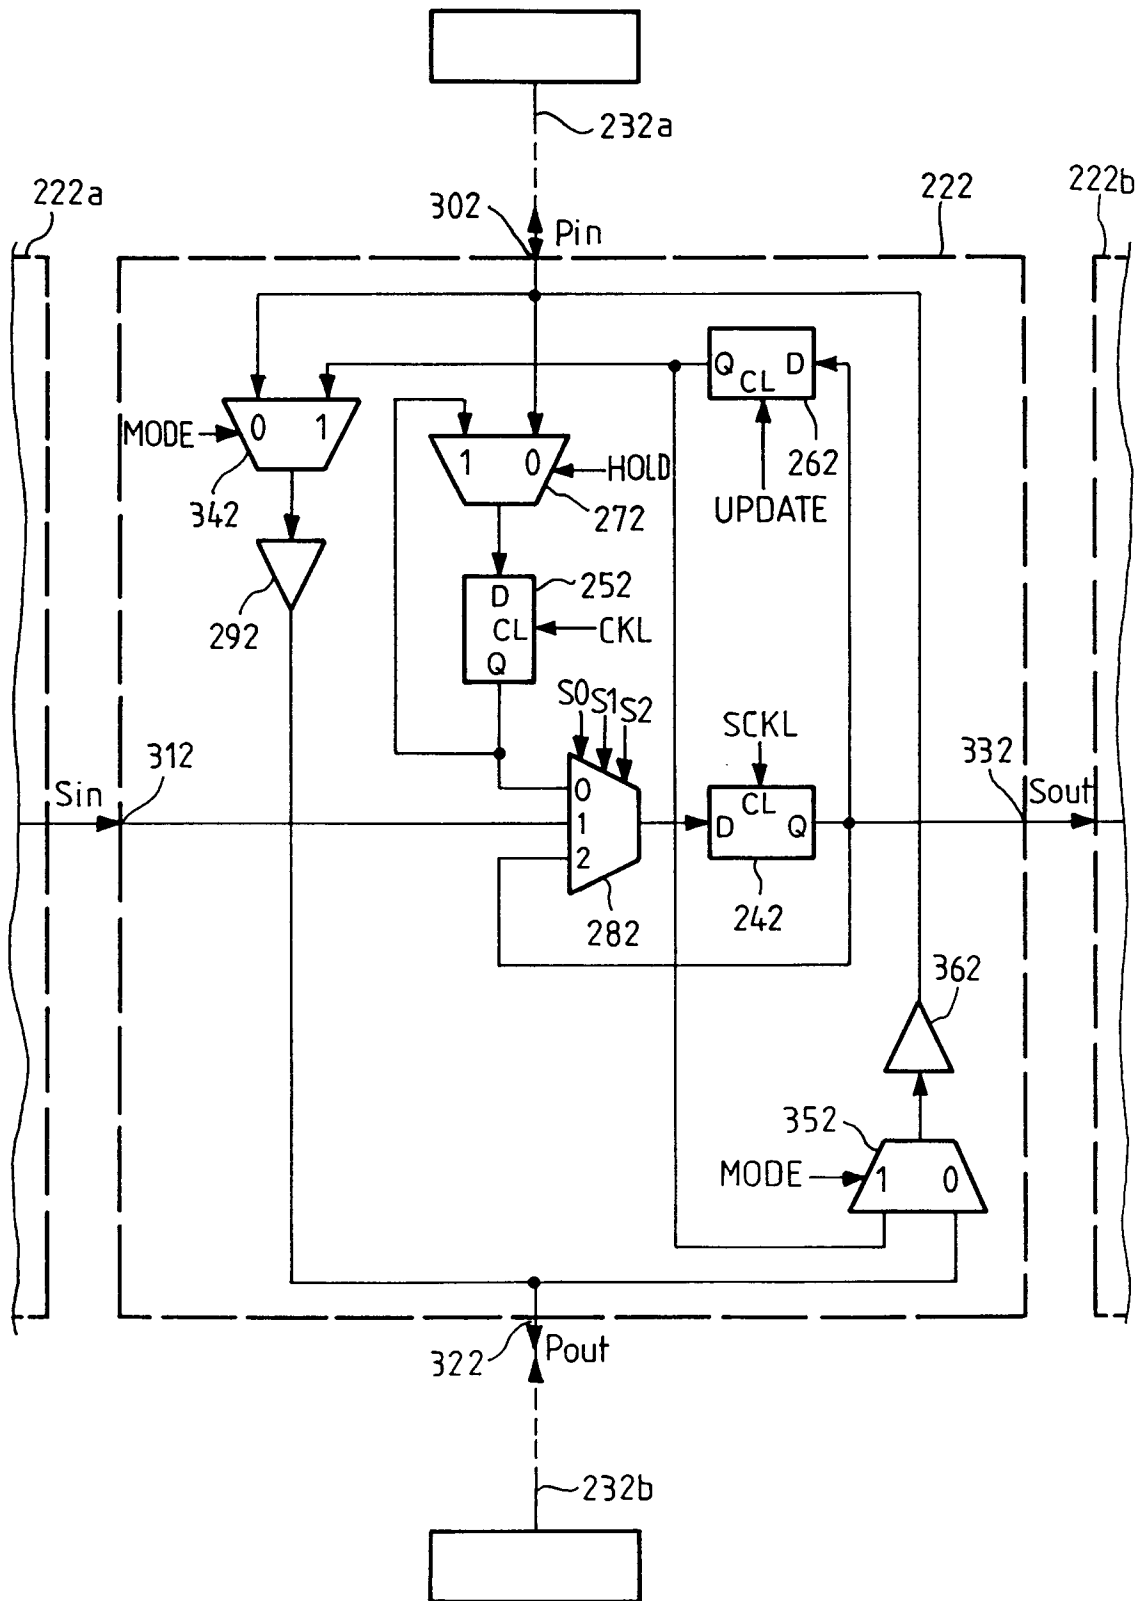 232a
222a
302
Pin
222
222b
Q
D
CL
MODE
0
1
1
0
HOLD
262
342
272
UPDATE
D
252
292
CL
CKL
Q
S0
S1
S2
SCKL
312
332
Sin
0
CL
Sout
1
D
Q
2
282
242
362
352
MODE
1
0
322
Pout
232b